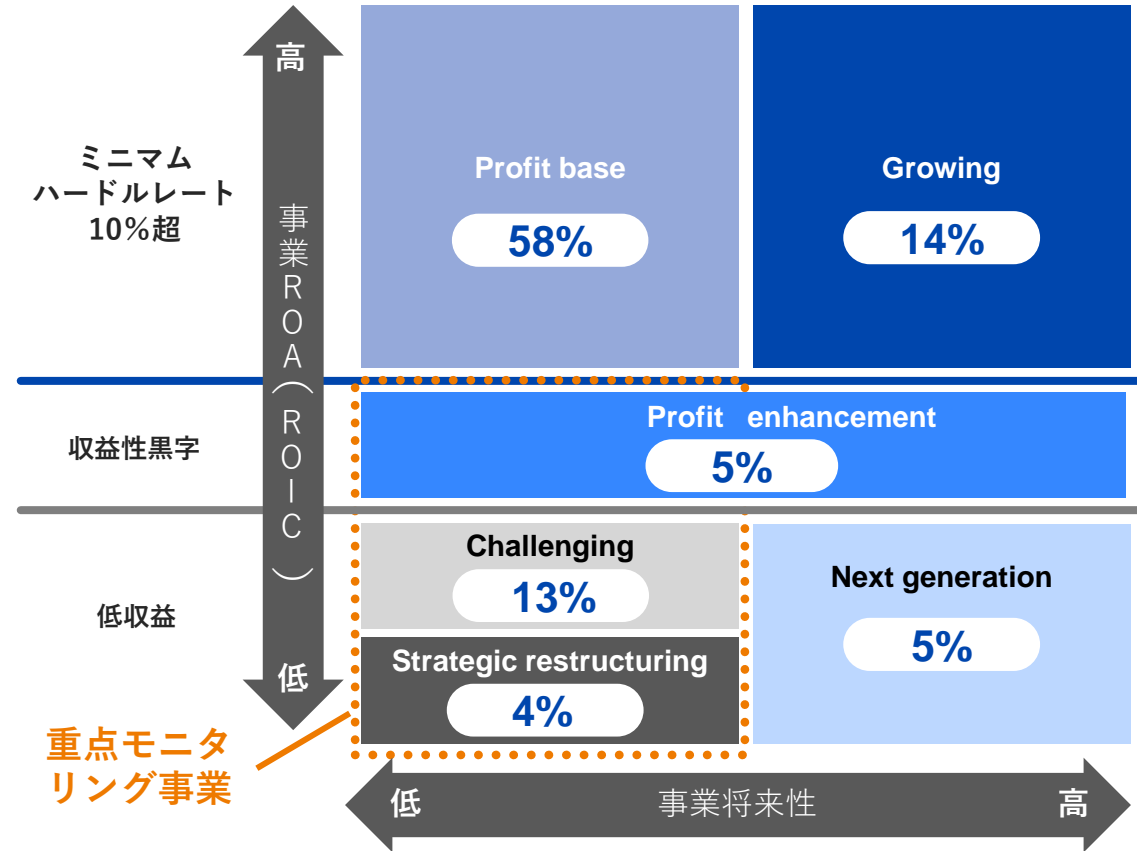 高
ミニマム
ハードルレート
10%超
事業ROA(ROIC)
Profit base
58%
Growing
14%
収益性黒字
Profit enhancement
5%
低収益
Challenging
13%
Strategic restructuring
4%
Next generation
5%
低
重点モニタ
リング事業
低
事業将来性
高